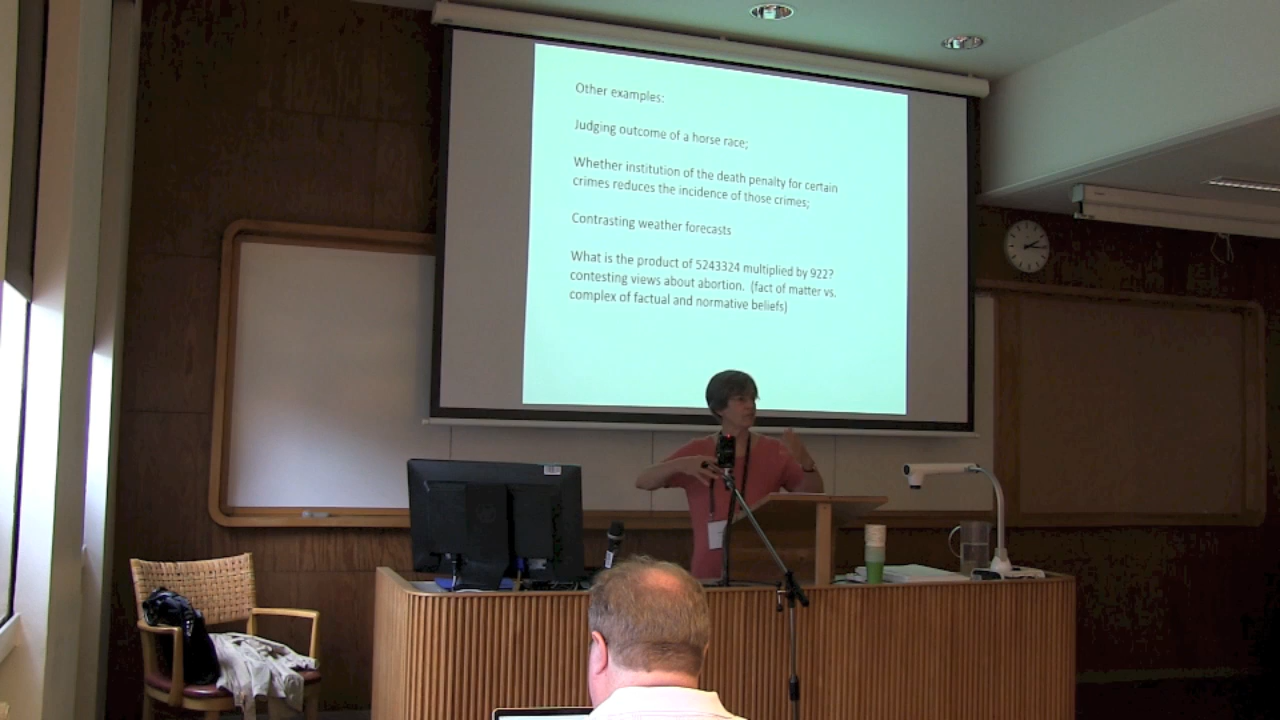 Other examples:
Judging outcome of a horse race;
Whether institution of the death penalty for certain
crimes reduces the incidence of those crimes;
Contrasting weather forecasts
What is the product of 5243324 multiplied by 922?
contesting views about abortion.  (fact of matter vs.
complex of factual and normative beliefs)